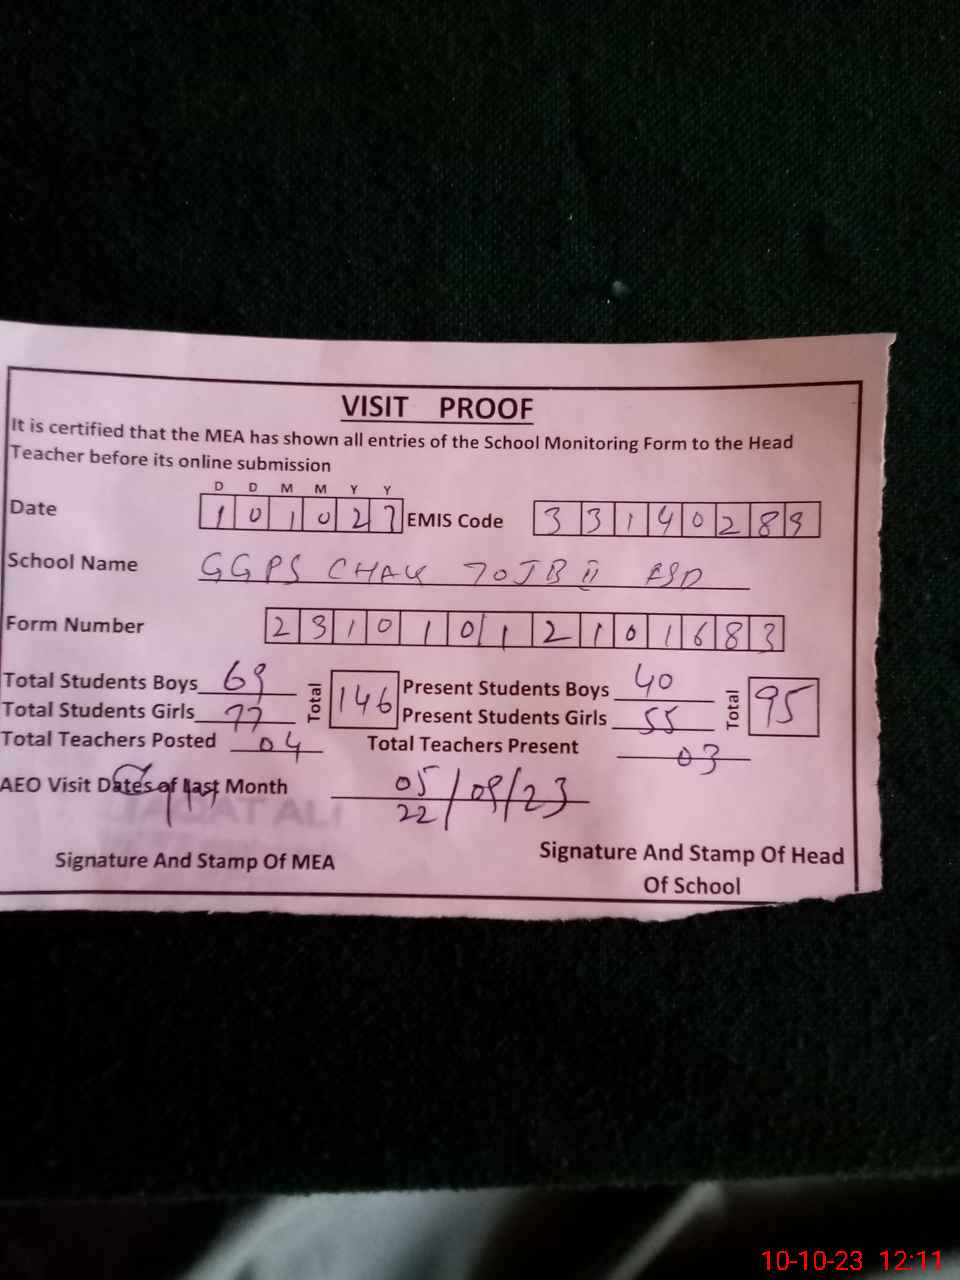 VISIT PROOF
It is certified that the MEA has shown all entries of the School Monitoring Form to the Head
Teacher before its online submission
D D M M Y Y
Date 1 0 1 0 2 3 EMIS Code 3 3 1 4 0 2 8 9
School Name GGPS CHAK 70JB II FSD
Form Number 2 3 1 0 1 0 1 2 1 0 1 6 8 3
Total Students Boys 69 Total 146 Present Students Boys 40 Total 95
Total Students Girls 77 Present Students Girls 55
Total Teachers Posted 04 Total Teachers Present 03
AEO Visit Dates of Last Month 05/09/23
22
Signature And Stamp Of MEA Signature And Stamp Of Head
Of School
10-10-23 12:11